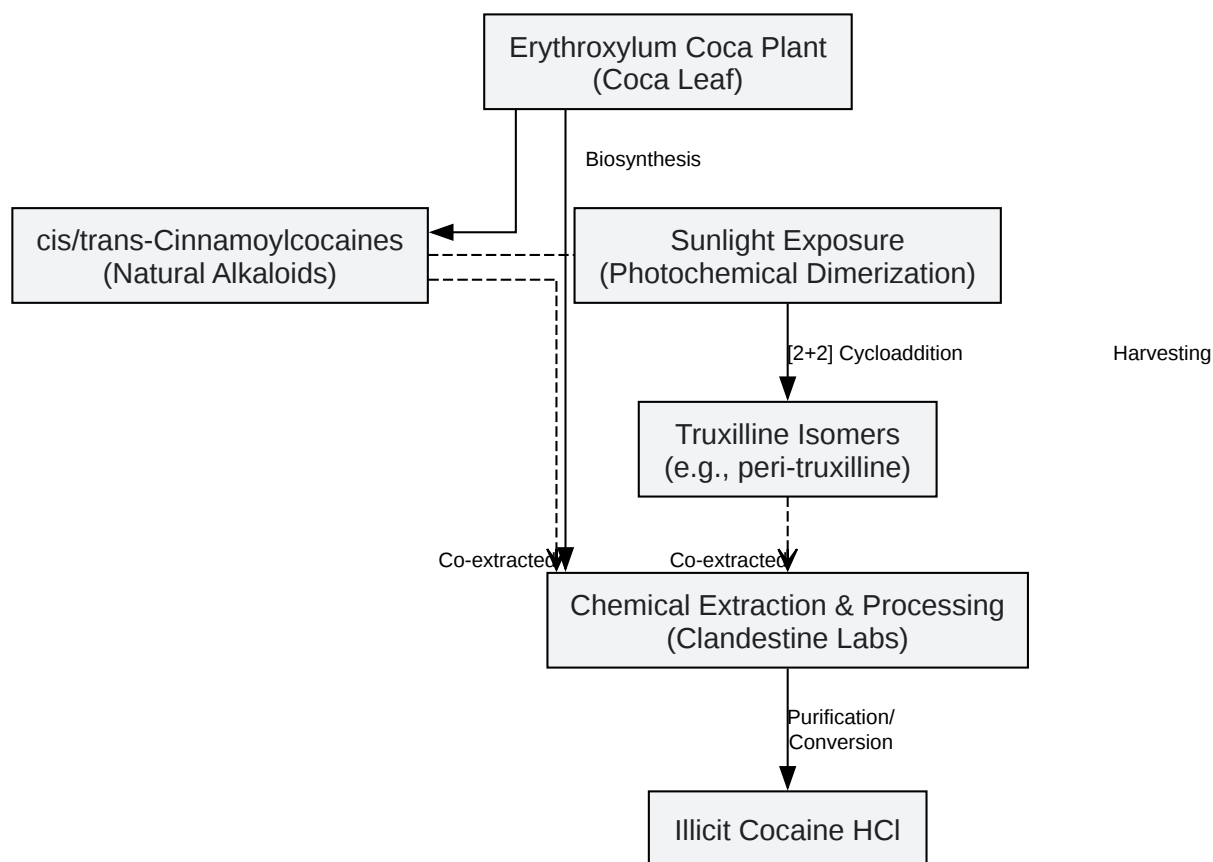 Erythroxylum Coca Plant
(Coca Leaf)
Biosynthesis
cis/trans-Cinnamoylcocaines
(Natural Alkaloids)
Sunlight Exposure
(Photochemical Dimerization)
[2+2] Cycloaddition
Harvesting
Truxilline Isomers
(e.g., peri-truxilline)
Co-extracted
Co-extracted
Chemical Extraction & Processing
(Clandestine Labs)
Purification/
Conversion
Illicit Cocaine HCl